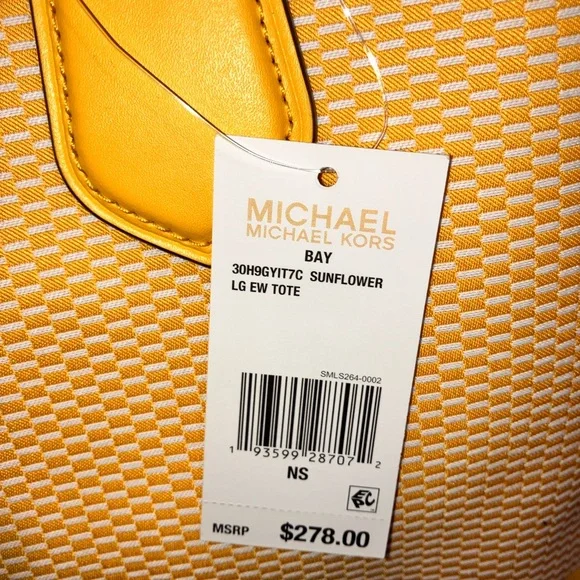 MICHAEL
MICHAEL KORS
BAY
30H9GYIT7C SUNFLOWER
LG EW TOTE
SMLS264-0002
1 93599 28707 2
NS
MSRP $278.00